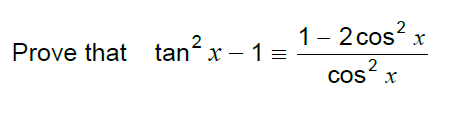 Prove that tan² x – 1 ≡ (1 – 2cos² x) / (cos² x)